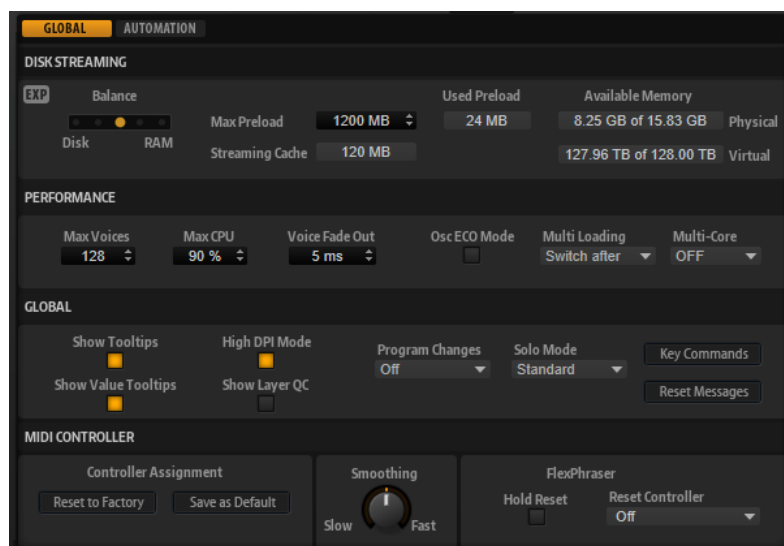 GLOBAL AUTOMATION
DISK STREAMING
EXP Balance Used Preload Available Memory
Max Preload 1200 MB 24 MB 8.25 GB of 15.83 GB Physical
Disk RAM
Streaming Cache 120 MB 127.96 TB of 128.00 TB Virtual
PERFORMANCE
Max Voices Max CPU Voice Fade Out Osc ECO Mode Multi Loading Multi-Core
128 90 % 5 ms Switch after OFF
GLOBAL
Show Tooltips High DPI Mode Program Changes Solo Mode Key Commands
Off Standard
Show Value Tooltips Show Layer QC Reset Messages
MIDI CONTROLLER
Controller Assignment Smoothing FlexPhraser
Reset to Factory Save as Default Hold Reset Reset Controller
Slow Fast Off